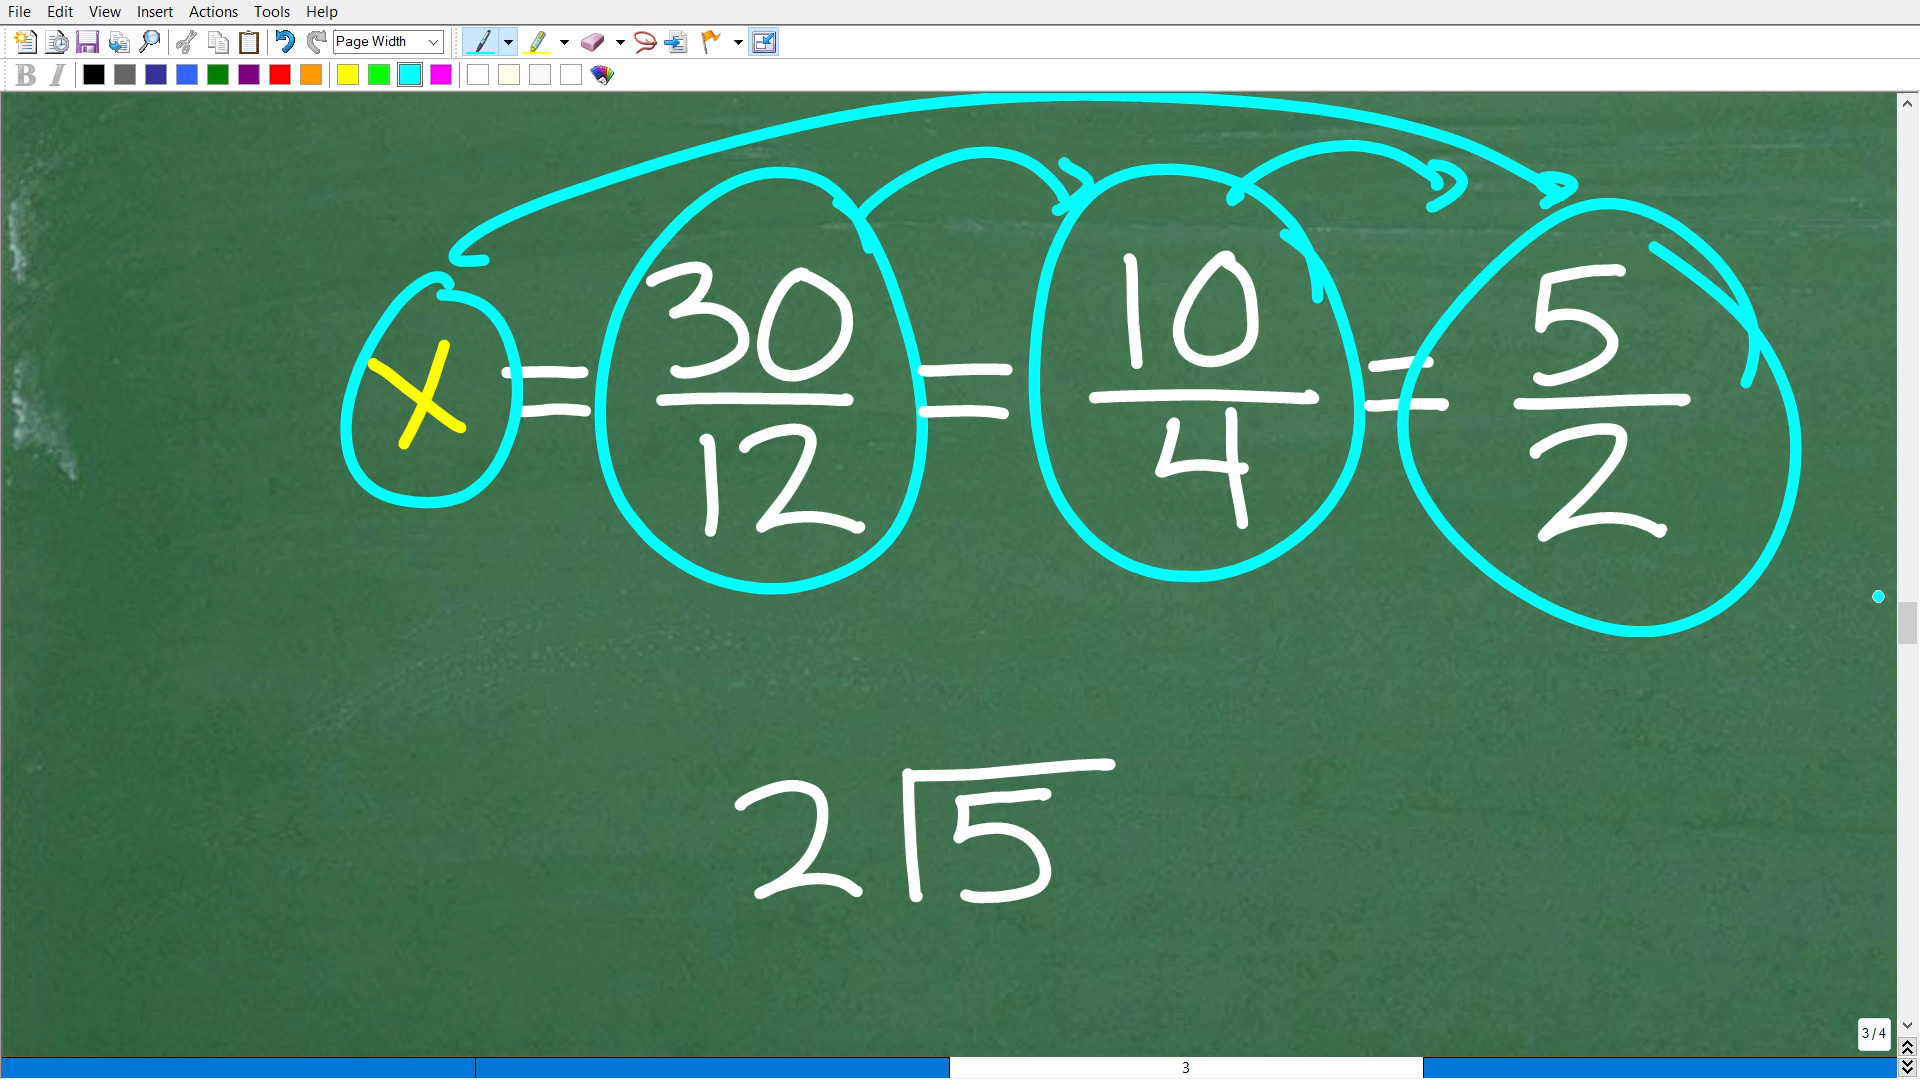 File Edit View Insert Actions Tools Help
Page Width
B I
X = 30/12 = 10/4 = 5/2
2 5
3 / 4
3